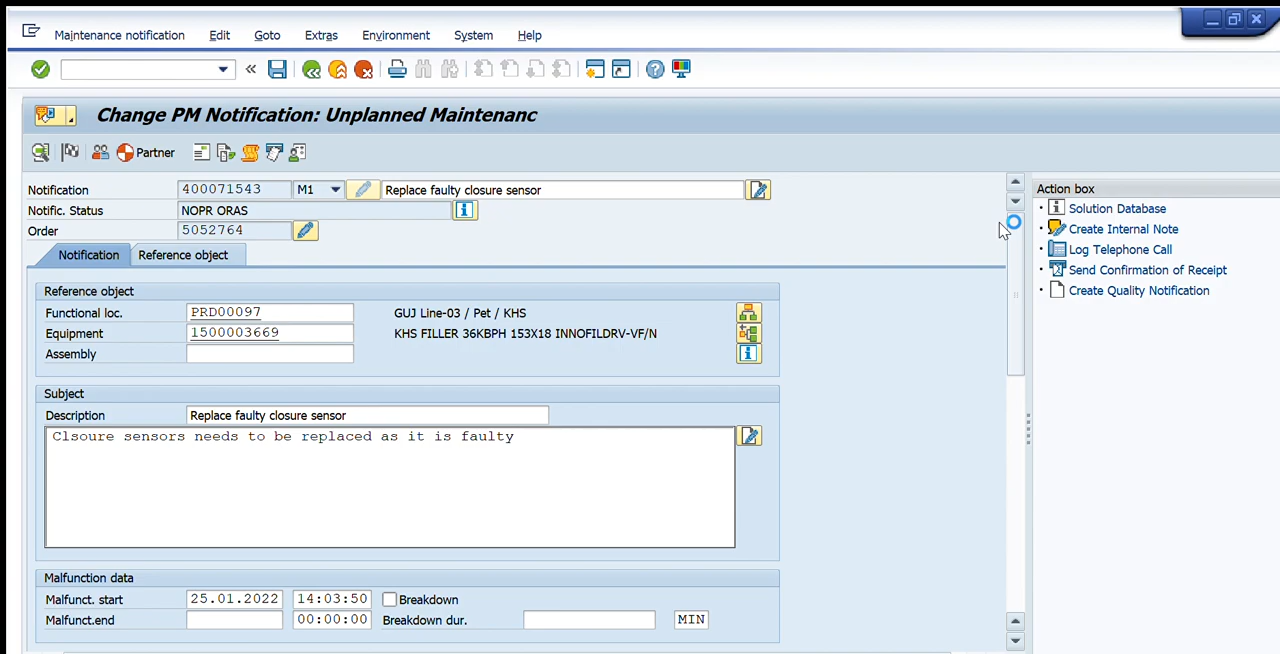 Maintenance notification Edit Goto Extras Environment System Help
Change PM Notification: Unplanned Maintenanc
Partner
Notification 400071543 M1 Replace faulty closure sensor
Notific. Status NOPR ORAS
Order 5052764
Notification Reference object
Reference object
Functional loc. PRD00097 GUJ Line-03 / Pet / KHS
Equipment 1500003669 KHS FILLER 36KBPH 153X18 INNOFILDRV-VF/N
Assembly
Subject
Description Replace faulty closure sensor
Clsoure sensors needs to be replaced as it is faulty
Malfunction data
Malfunct. start 25.01.2022 14:03:50 Breakdown
Malfunct.end 00:00:00 Breakdown dur. MIN
Action box
Solution Database
Create Internal Note
Log Telephone Call
Send Confirmation of Receipt
Create Quality Notification